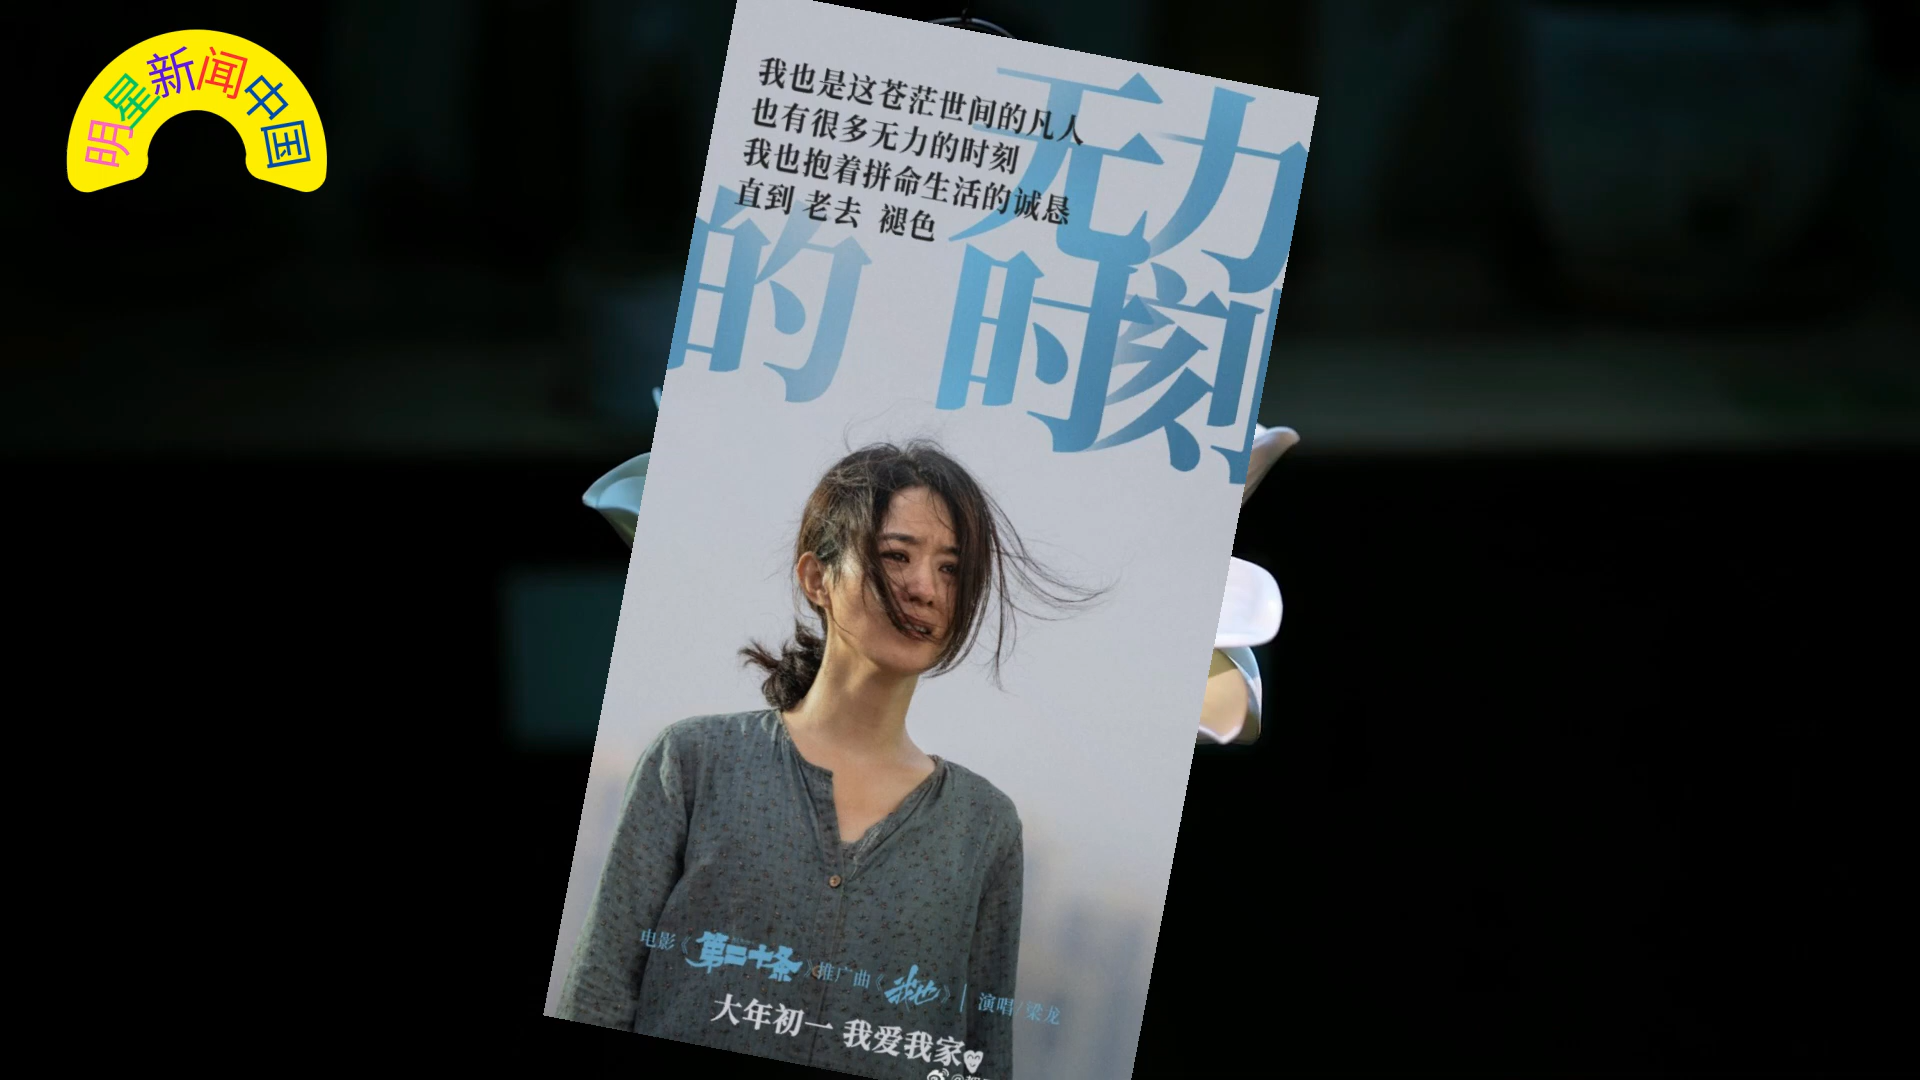 明星新闻中国
我也是这苍茫世间的凡人
也有很多无力的时刻
我也抱着拼命生活的诚恳
直到 老去 褪色
无力
的 时刻
电影《第二十条》推广曲《我也》| 演唱/梁龙
大年初一 我爱我家